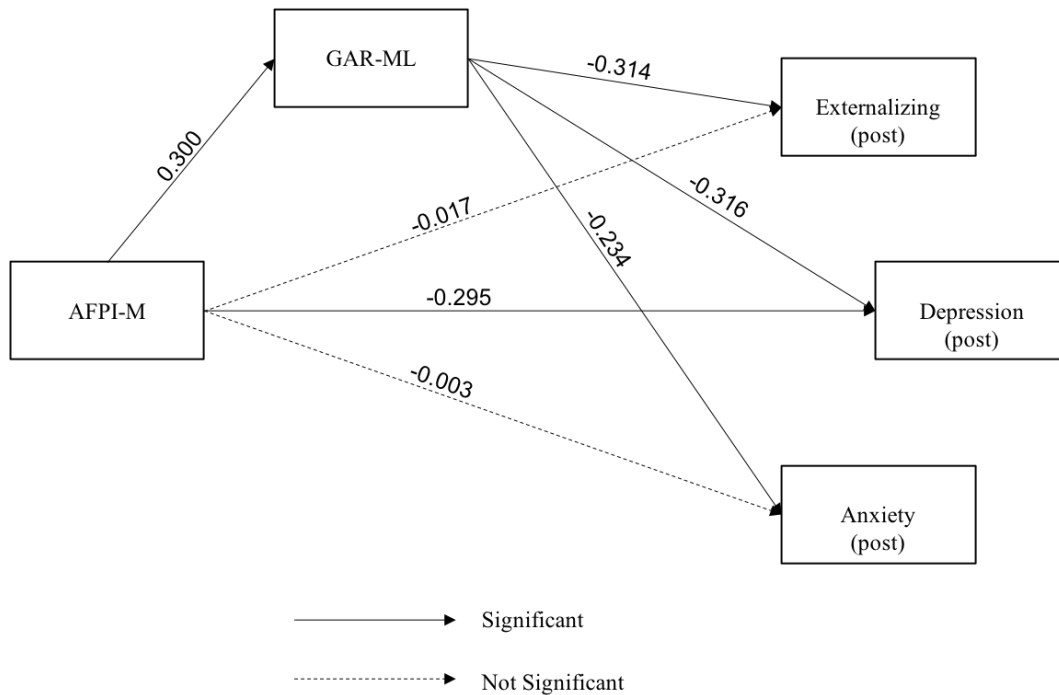 GAR-ML
-0.314
Externalizing
(post)
0.300
-0.316
-0.017
-0.234
AFPI-M
-0.295
Depression
(post)
-0.003
Anxiety
(post)
Significant
Not Significant